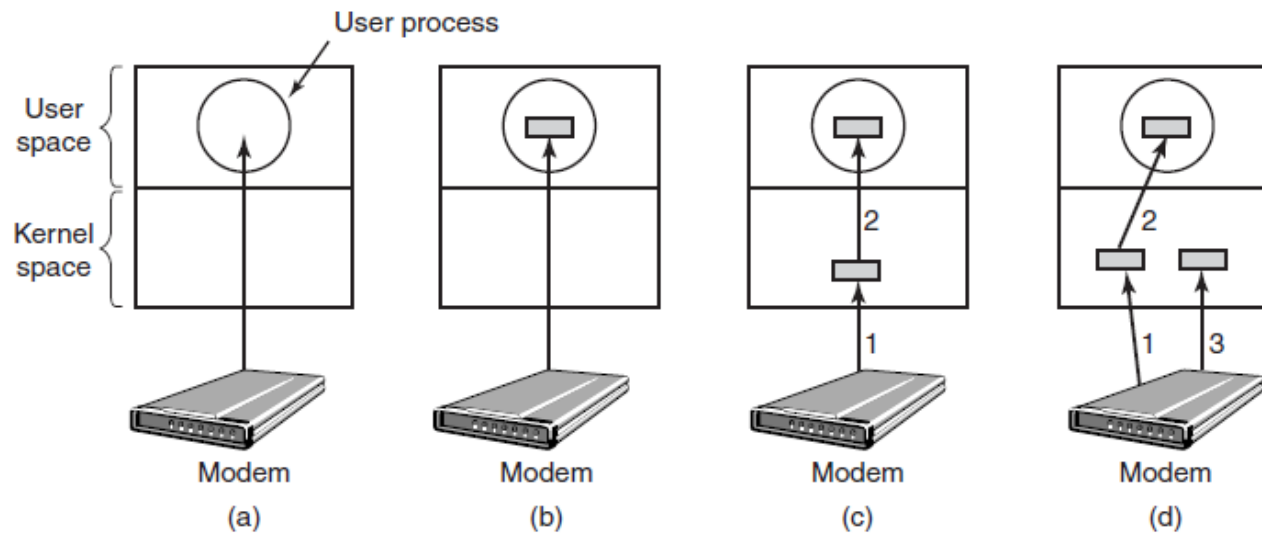 User process
User
space
Kernel
space
2
2
1
1
3
Modem
Modem
Modem
Modem
(a)
(b)
(c)
(d)